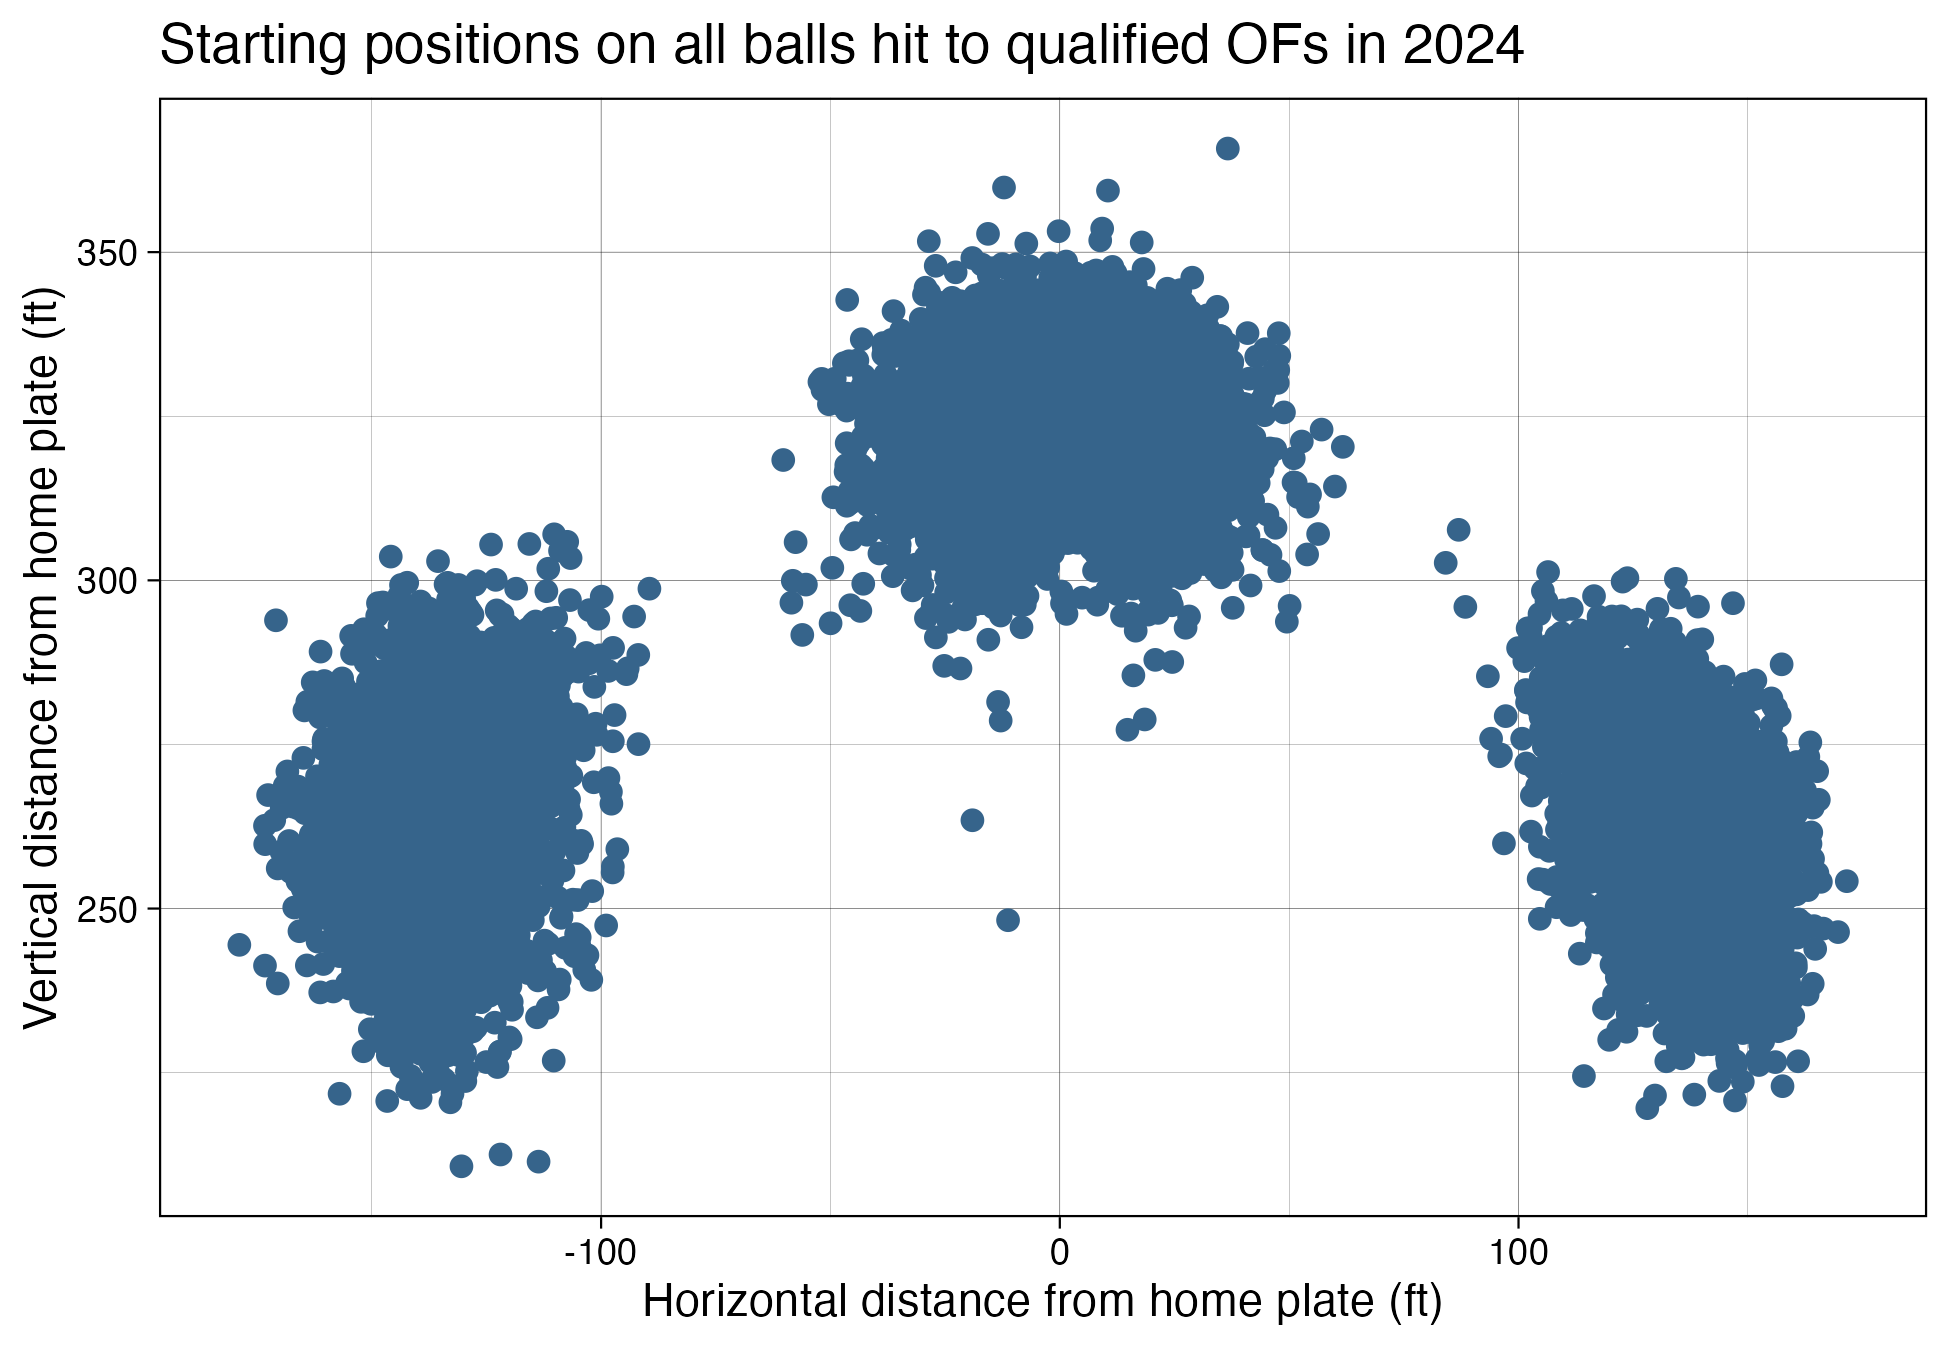 Starting positions on all balls hit to qualified OFs in 2024
Vertical distance from home plate (ft)
350
300
250
-100
0
100
Horizontal distance from home plate (ft)